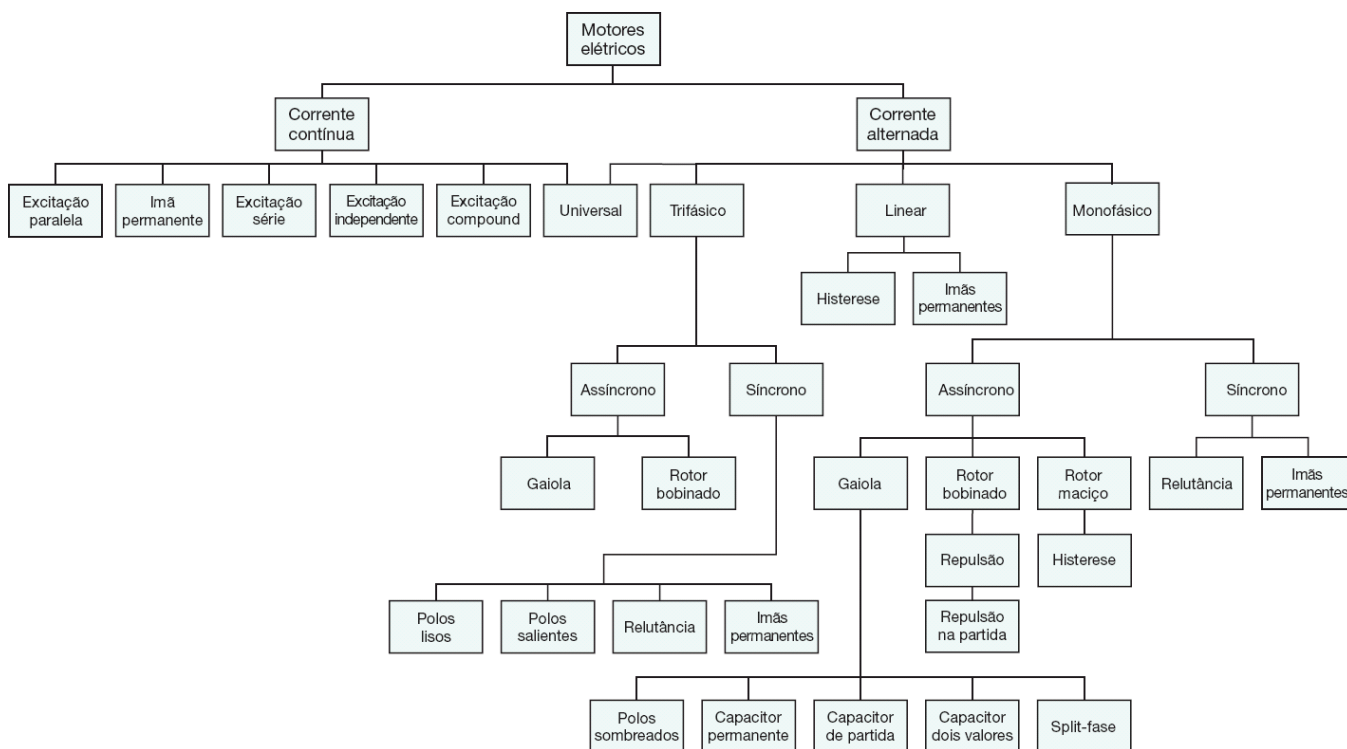 Motores
elétricos
Corrente
contínua
Corrente
alternada
Excitação
paralela
Imã
permanente
Excitação
série
Excitação
independente
Excitação
compound
Universal
Trifásico
Linear
Monofásico
Histerese
Imãs
permanentes
Assíncrono
Síncrono
Assíncrono
Síncrono
Gaiola
Rotor
bobinado
Gaiola
Rotor
bobinado
Rotor
maciço
Relutância
Imãs
permanentes
Repulsão
Histerese
Polos
lisos
Polos
salientes
Relutância
Imãs
permanentes
Repulsão
na partida
Polos
sombreados
Capacitor
permanente
Capacitor
de partida
Capacitor
dois valores
Split-fase